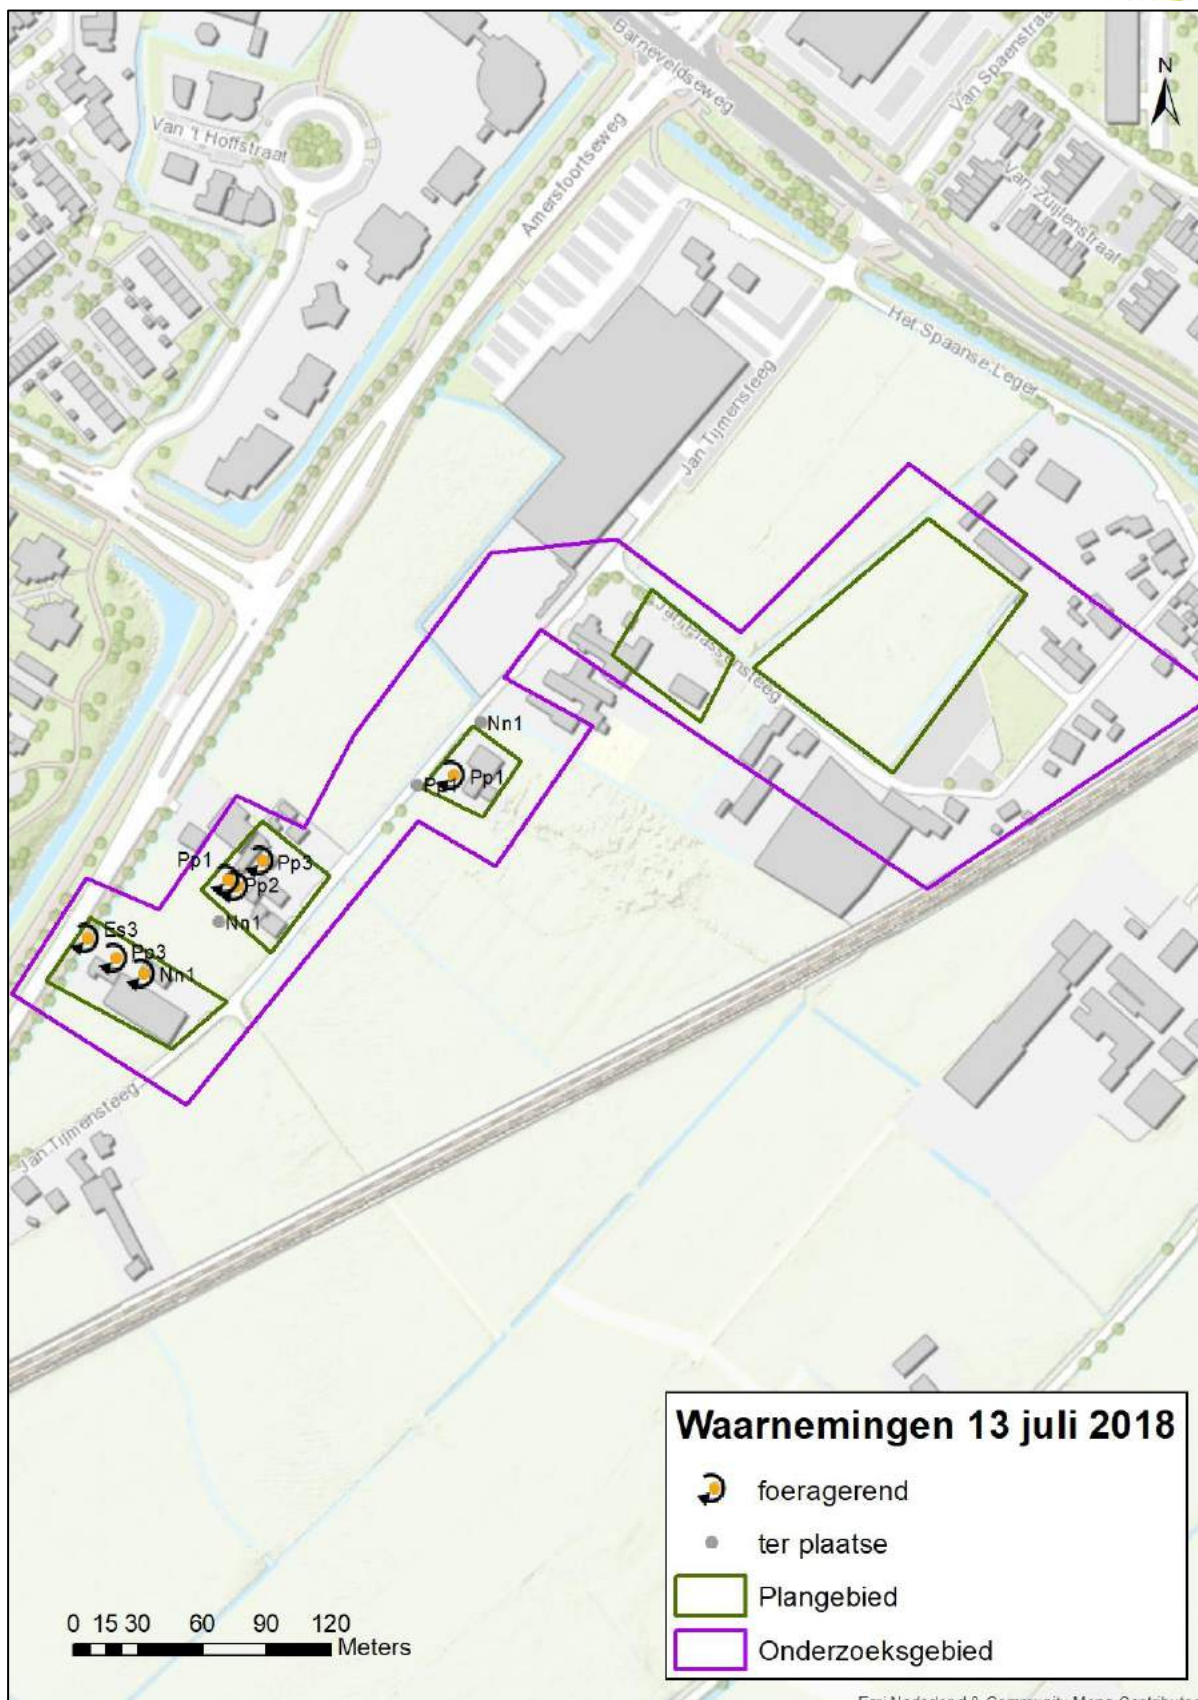 Barneveldseweg
Van Spaenstraa
N
Van 't Hoffstraat
Amersfoortseweg
Van Zuijlenstraat
Het Spaanse Leger
Jan Tijmensteeg
Nn1
Pp1
Pp1
Pp1
Pp3
Pp2
Nn1
Es3
Pp3
Nn1
Jan Tijmensteeg
Waarnemingen 13 juli 2018
foeragerend
ter plaatse
Plangebied
Onderzoeksgebied
0 15 30 60 90 120
Meters